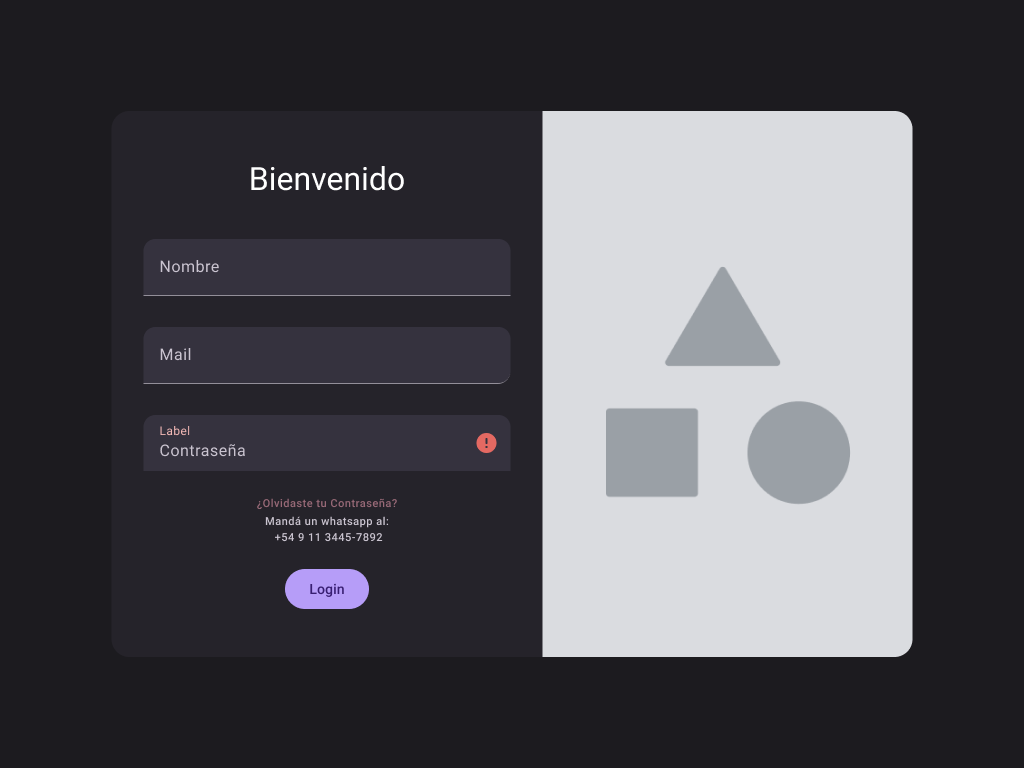 Bienvenido
Nombre
Mail
Label
Contraseña
¿Olvidaste tu Contraseña?
Mandá un whatsapp al:
+54 9 11 3445-7892
Login